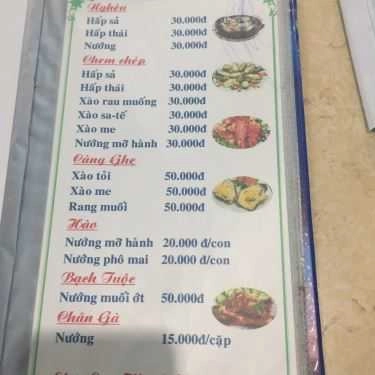 Nghêu
Hấp sả 30.000đ
Hấp thái 30.000đ
Nướng 30.000đ
Chem chép
Hấp sả 30.000đ
Hấp thái 30.000đ
Xào rau muống 30.000đ
Xào sa-tế 30.000đ
Xào me 30.000đ
Nướng mỡ hành 30.000đ
Càng Ghẹ
Xào tỏi 50.000đ
Xào me 50.000đ
Rang muối 50.000đ
Hào
Nướng mỡ hành 20.000 đ/con
Nướng phô mai 20.000 đ/con
Bạch Tuộc
Nướng muối ớt 50.000đ
Chân Gà
Nướng 15.000đ/cặp